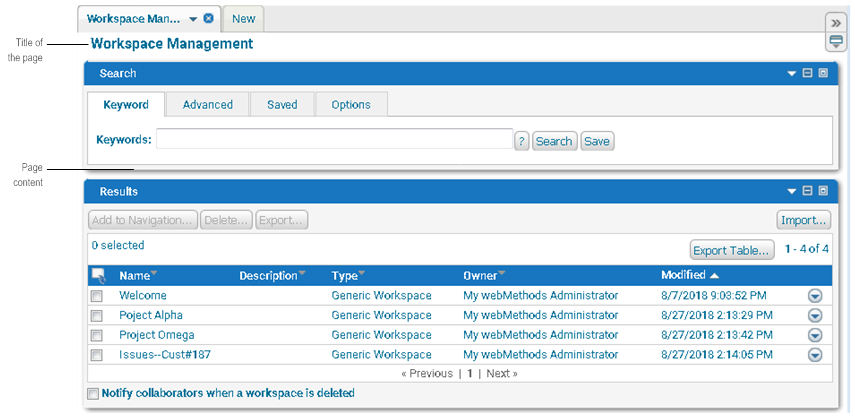 Workspace Man... New
Title of
the page
Workspace Management
Search
Keyword Advanced Saved Options
Keywords: ? Search Save
Page
content
Results
Add to Navigation... Delete... Export... Import...
0 selected Export Table... 1 - 4 of 4
Name Description Type Owner Modified
Welcome Generic Workspace My webMethods Administrator 8/7/2018 9:03:52 PM
Poject Alpha Generic Workspace My webMethods Administrator 8/27/2018 2:13:29 PM
Project Omega Generic Workspace My webMethods Administrator 8/27/2018 2:13:42 PM
Issues--Cust#187 Generic Workspace My webMethods Administrator 8/27/2018 2:14:05 PM
« Previous | 1 | Next »
Notify collaborators when a workspace is deleted